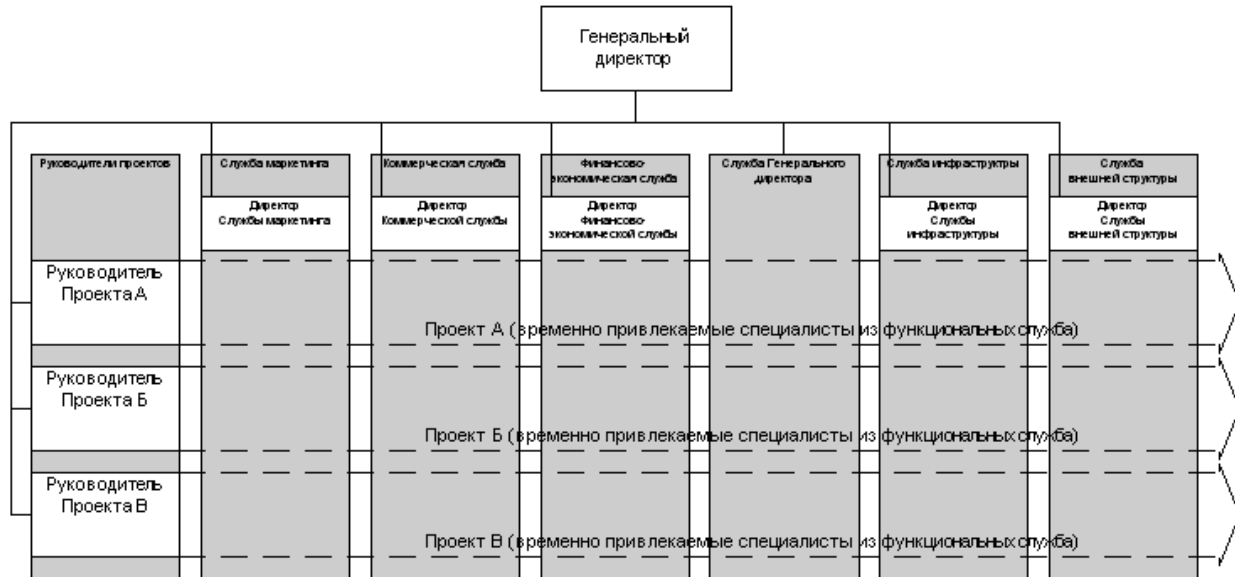 Генеральный
директор
Руководители проектов
Служба маркетинга
Коммерческая служба
Финансово-
экономическая служба
Служба Генерального
директора
Служба инфраструктры
Служба
внешней структуры
Директор
Службы маркетинга
Директор
Коммерческой службы
Директор
Финансово-
экономической службы
Директор
Службы
инфраструктуры
Директор
Службы
внешней структуры
Руководитель
Проекта А
Проект А (временно привлекаемые специалисты из функциональных служба)
Руководитель
Проекта Б
Проект Б (временно привлекаемые специалисты из функциональных служба)
Руководитель
Проекта В
Проект В (временно привлекаемые специалисты из функциональных служба)